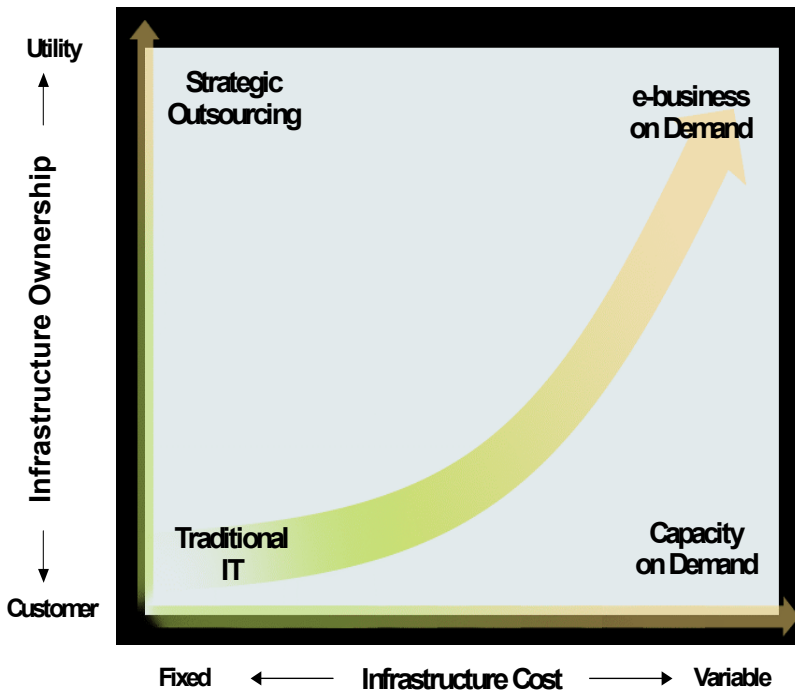 Utility
Strategic
Outsourcing
e-business
on Demand
Infrastructure Ownership
Traditional
IT
Capacity
on Demand
Customer
Fixed
Infrastructure Cost
Variable